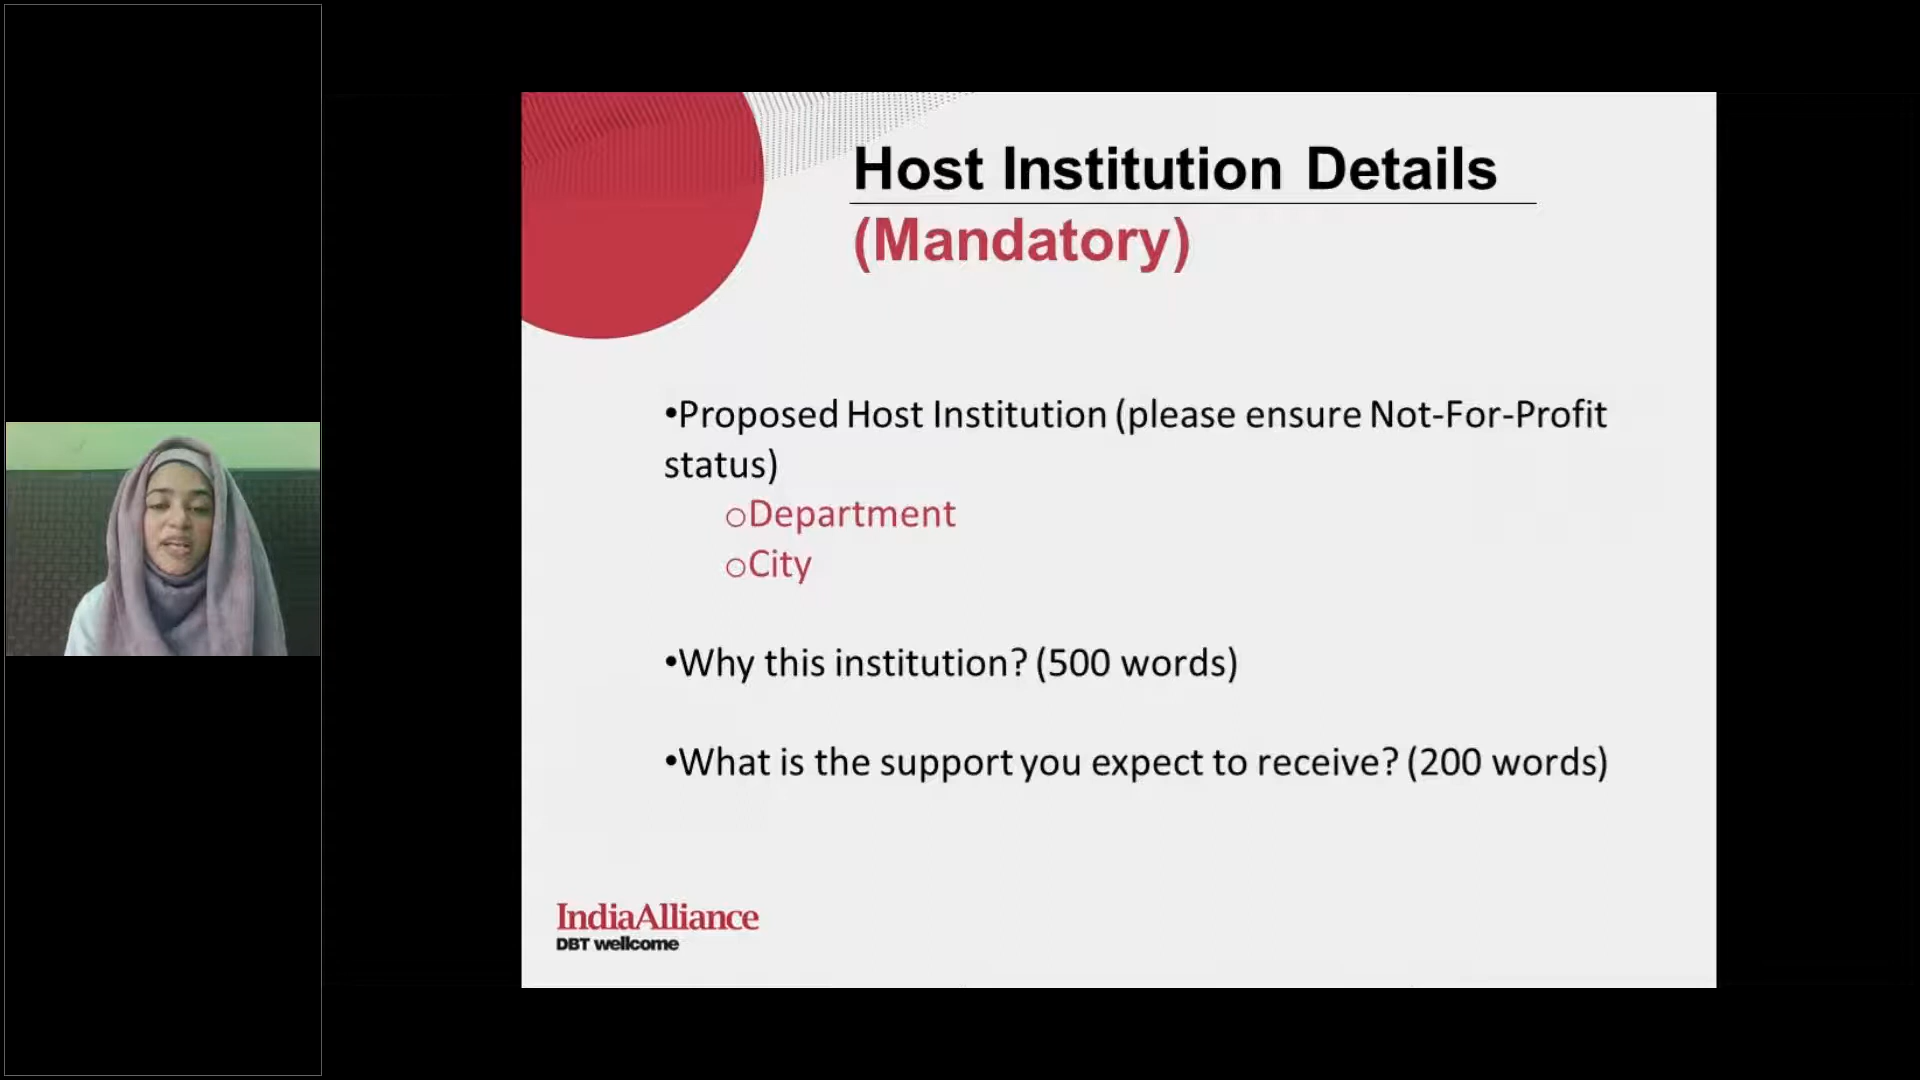 Host Institution Details
(Mandatory)
•Proposed Host Institution (please ensure Not-For-Profit
status)
oDepartment
oCity
•Why this institution? (500 words)
•What is the support you expect to receive? (200 words)
IndiaAlliance
DBT wellcome